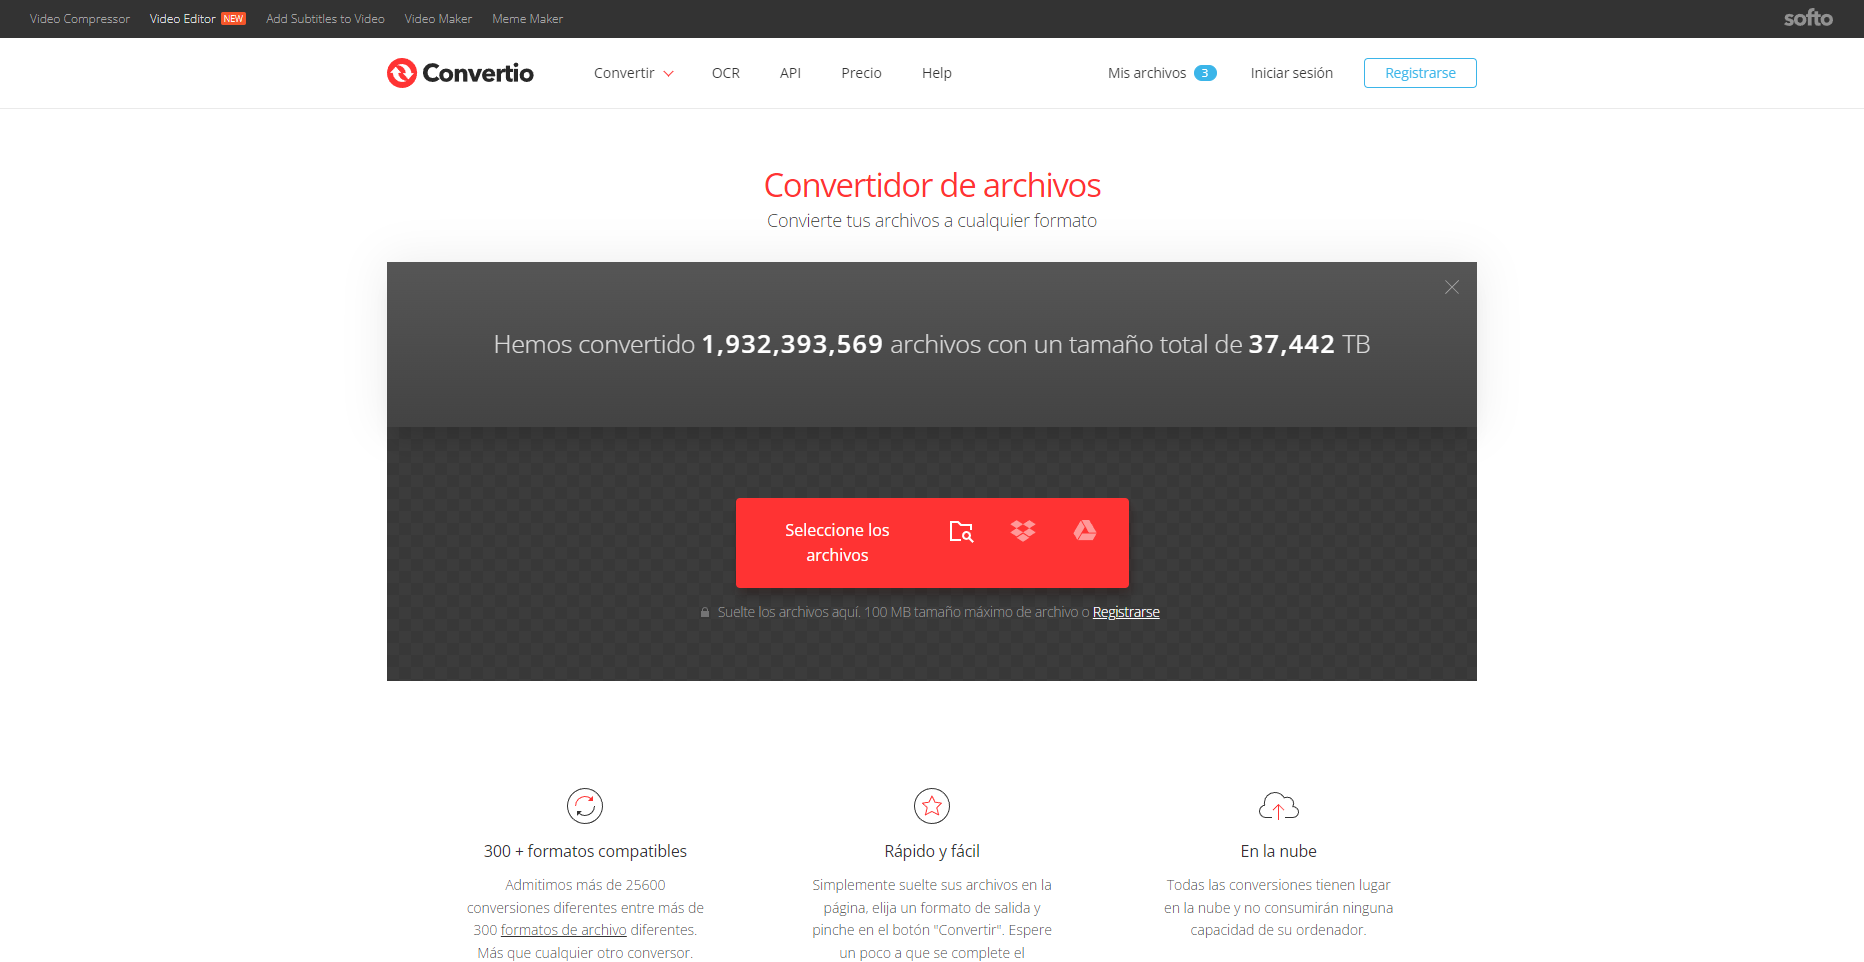 Video Compressor Video Editor NEW Add Subtitles to Video Video Maker Meme Maker softo
Convertio Convertir OCR API Precio Help Mis archivos 3 Iniciar sesión Registrarse
Convertidor de archivos
Convierte tus archivos a cualquier formato
Hemos convertido 1,932,393,569 archivos con un tamaño total de 37,442 TB
Seleccione los
archivos
Suelte los archivos aquí. 100 MB tamaño máximo de archivo o Registrarse
300 + formatos compatibles
Admitimos más de 25600
conversiones diferentes entre más de
300 formatos de archivo diferentes.
Más que cualquier otro conversor.
Rápido y fácil
Simplemente suelte sus archivos en la
página, elija un formato de salida y
pinche en el botón "Convertir". Espere
un poco a que se complete el
En la nube
Todas las conversiones tienen lugar
en la nube y no consumirán ninguna
capacidad de su ordenador.